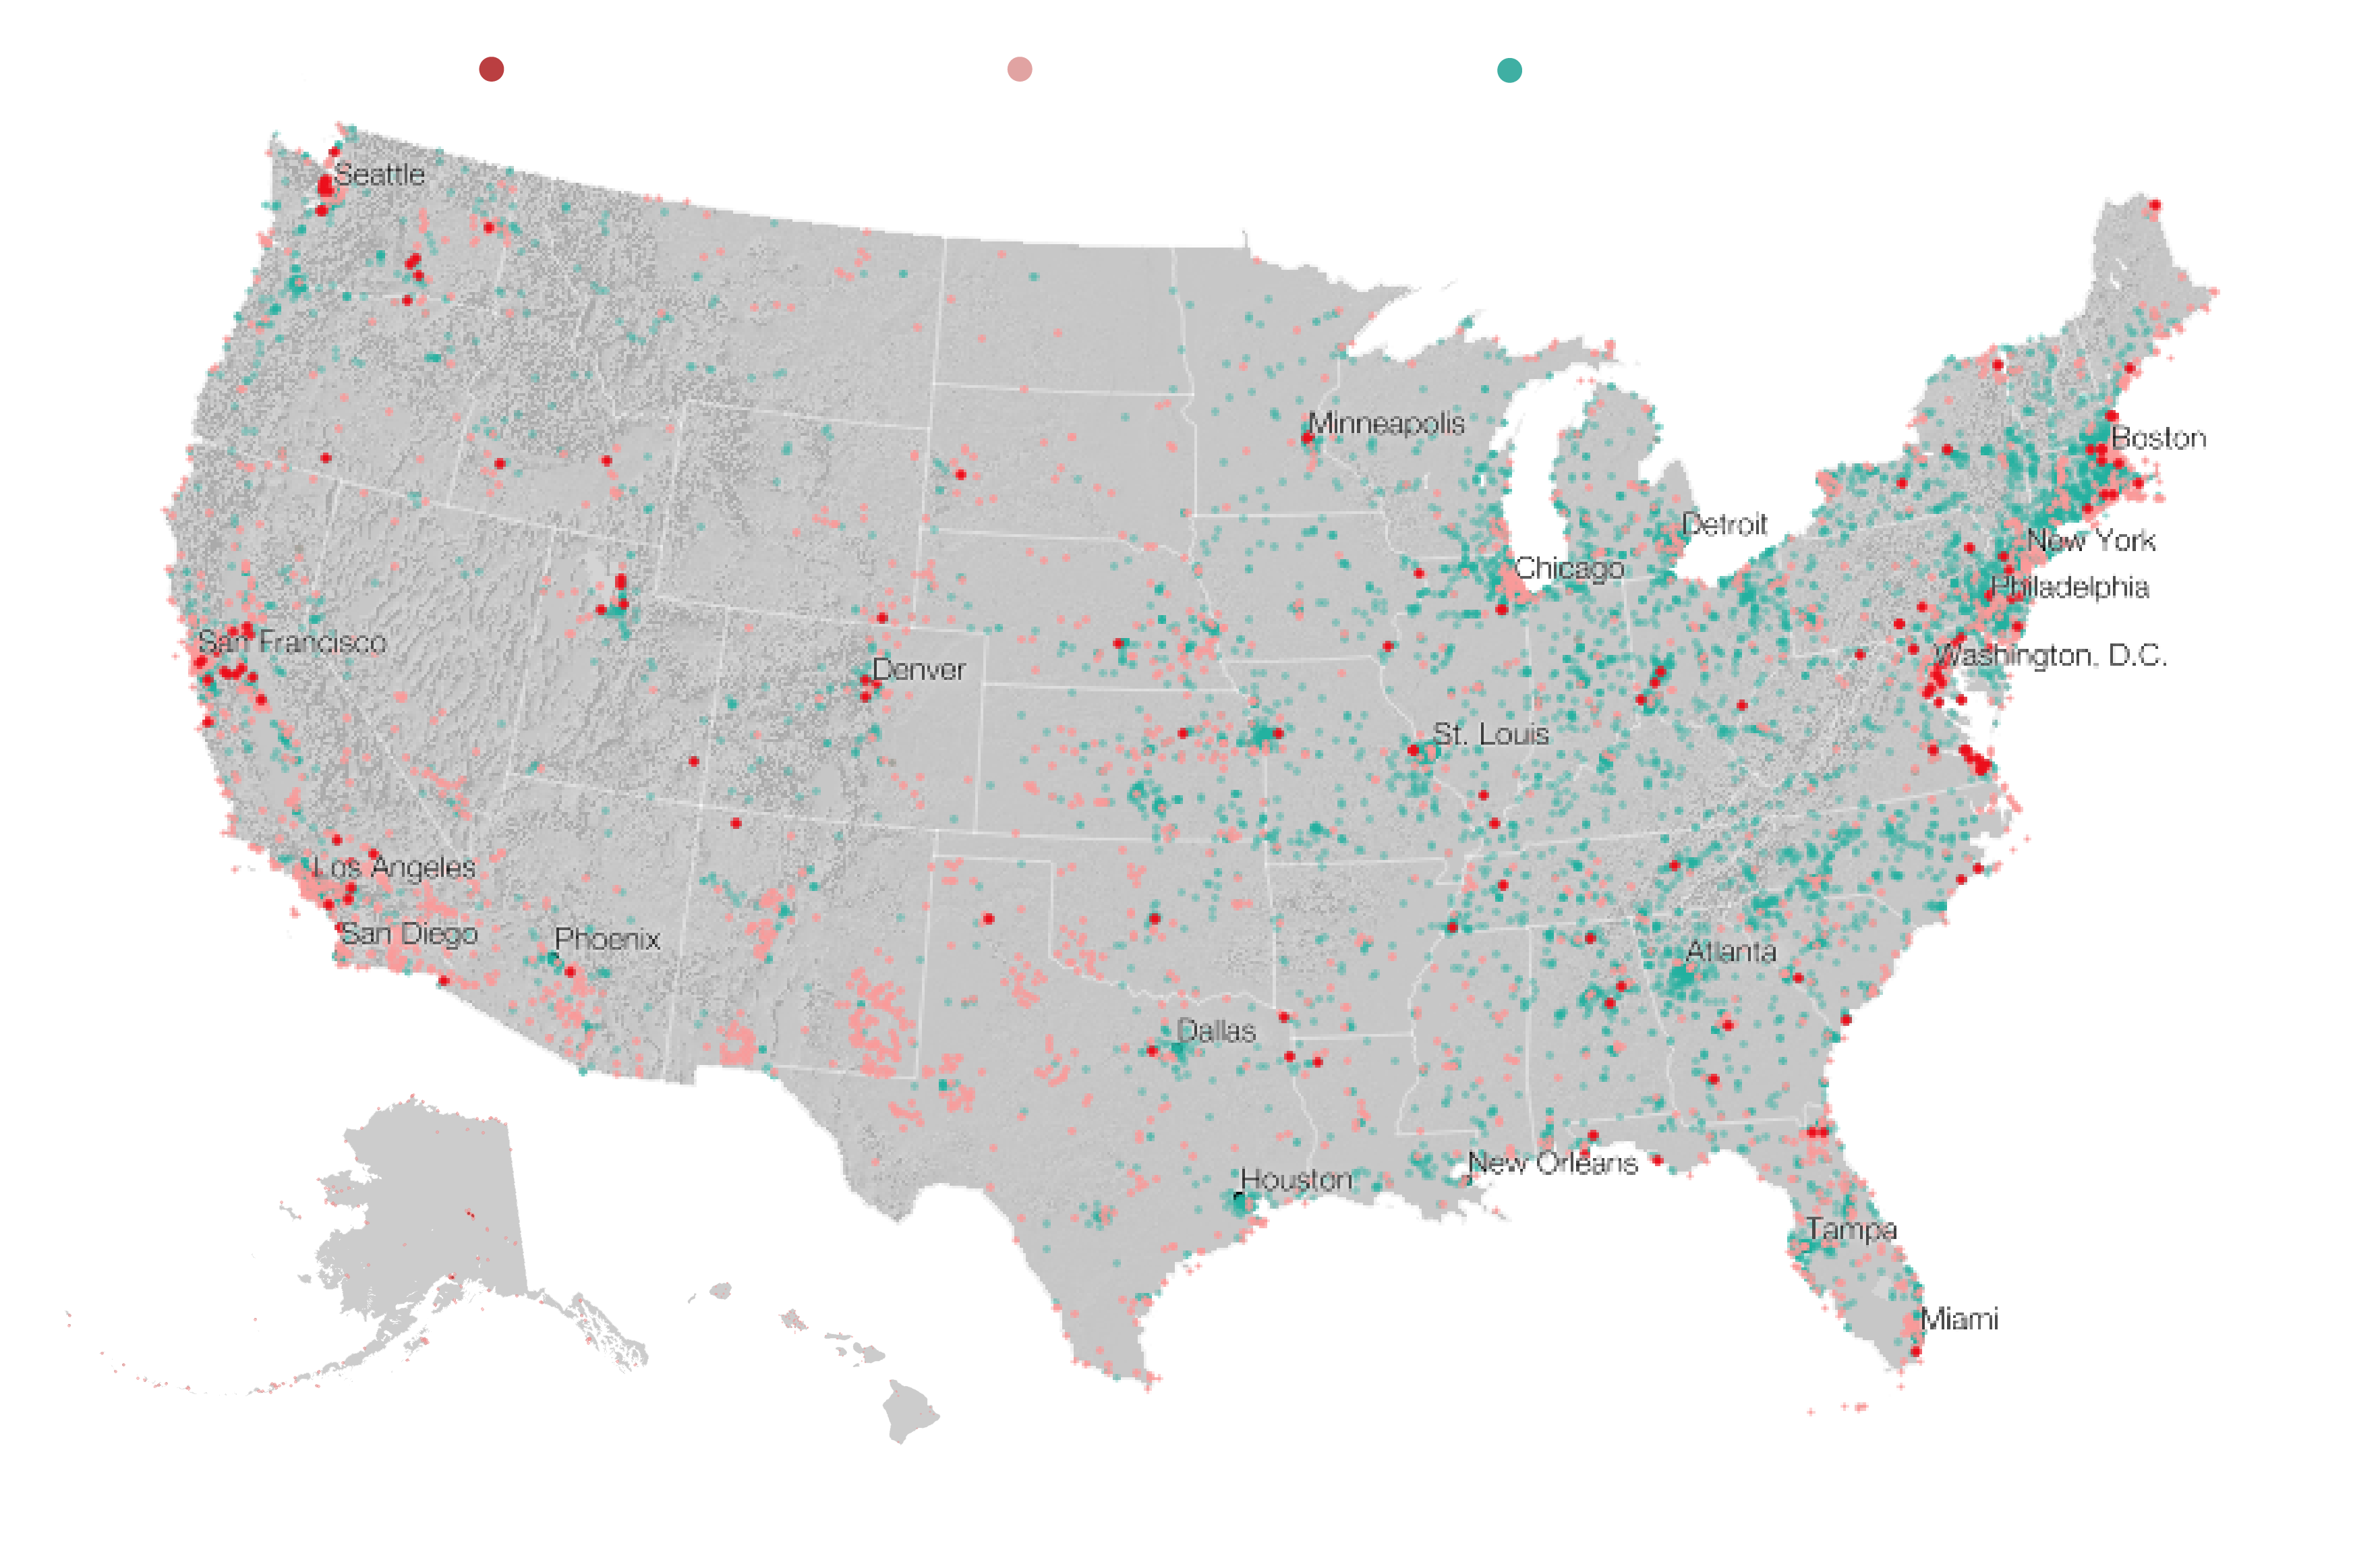 Seattle
Minneapolis
Boston
Detroit
New York
Chicago
Philadelphia
San Francisco
Washington, D.C.
Denver
St. Louis
Los Angeles
San Diego
Phoenix
Atlanta
Dallas
New Orleans
Houston
Tampa
Miami